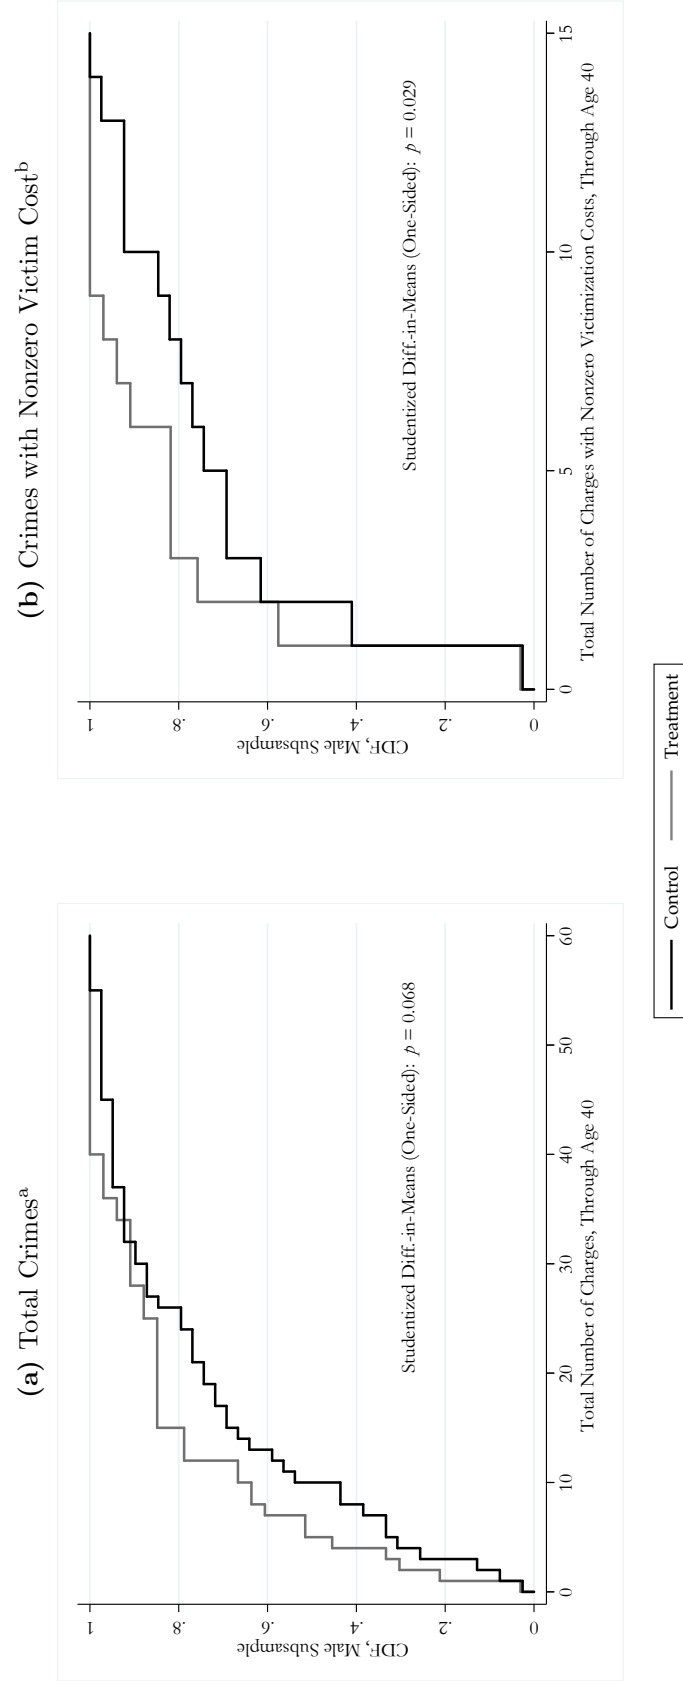 (a) Total Crimesa
CDF, Male Subsample
1
.8
.6
.4
.2
0
Studentized Diff.-in-Means (One-Sided): p = 0.068
0 10 20 30 40 50 60
Total Number of Charges, Through Age 40
(b) Crimes with Nonzero Victim Costb
CDF, Male Subsample
1
.8
.6
.4
.2
0
Studentized Diff.-in-Means (One-Sided): p = 0.029
0 5 10 15
Total Number of Charges with Nonzero Victimization Costs, Through Age 40
Control Treatment